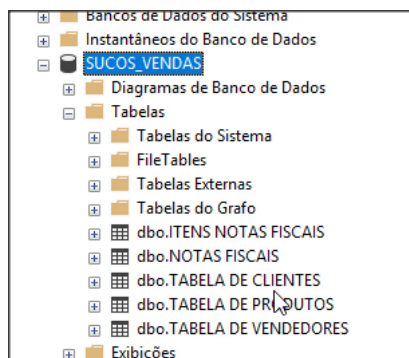 Bancos de Dados do Sistema
Instantâneos do Banco de Dados
SUCOS_VENDAS
Diagramas de Banco de Dados
Tabelas
Tabelas do Sistema
FileTables
Tabelas Externas
Tabelas do Grafo
dbo.ITENS NOTAS FISCAIS
dbo.NOTAS FISCAIS
dbo.TABELA DE CLIENTES
dbo.TABELA DE PRODUTOS
dbo.TABELA DE VENDEDORES
Exibições